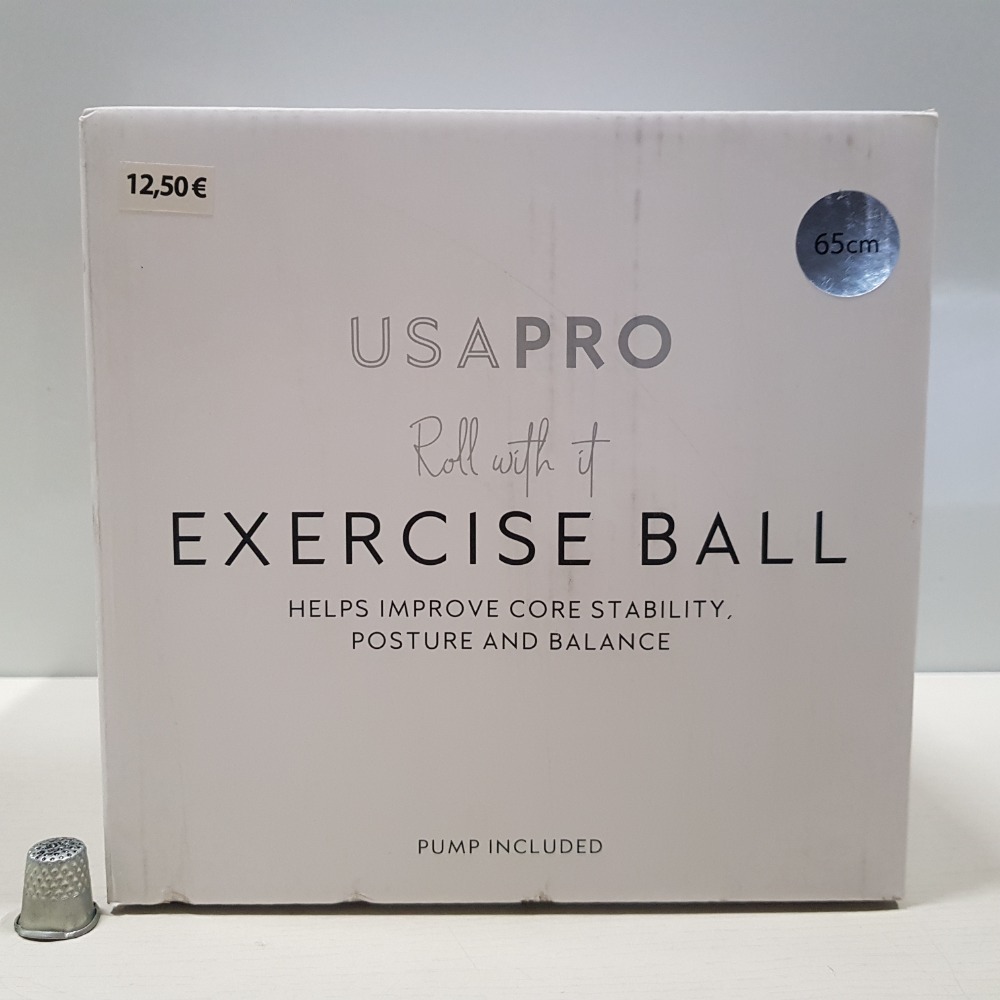 12,50€
65cm
USAPRO
Roll with it
EXERCISE BALL
HELPS IMPROVE CORE STABILITY,
POSTURE AND BALANCE
PUMP INCLUDED